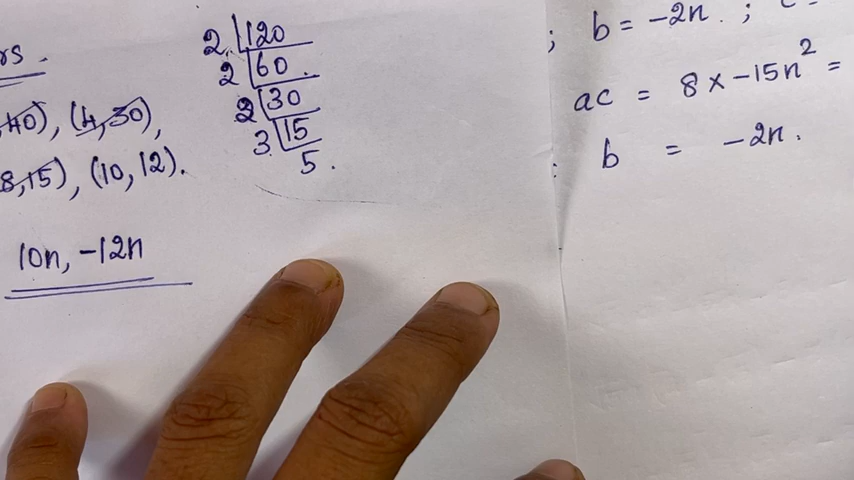 rs.
40), (4,30),
8,15), (10, 12).
10n, -12n
2 120
2 60
2 30
3 15
5.
; b = -2n. ; c =
ac = 8 x -15n² =
: b = -2n.